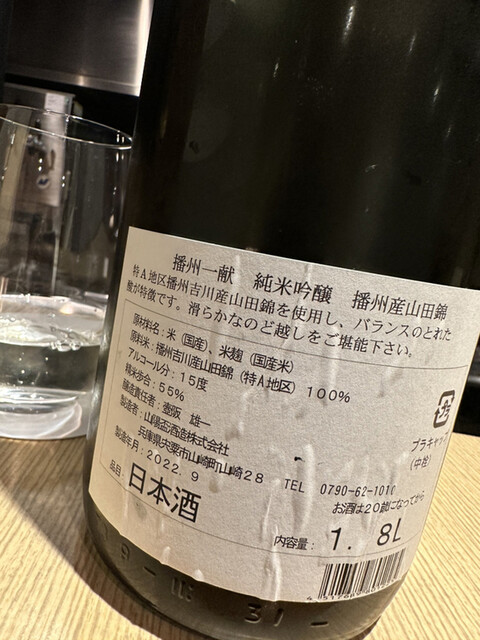 播州一献 純米吟醸 播州産山田錦
特A地区播州吉川産山田錦を使用し、バランスのとれた
酸が特徴です。滑らかなのど越しをご堪能下さい。
原材料名：米（国産）、米麹（国産米）
原料米：播州吉川産山田錦（特A地区）100％
アルコール分：15度
精米歩合：55％
醸造責任者：壺阪 雄一
製造者：山陽盃酒造株式会社
兵庫県宍粟市山崎町山崎28
製造年月：2022．9
TEL 0790-62-1010
プラキャップ
（中栓）
お酒は20歳になってから
品目：日本酒
内容量：1．8L